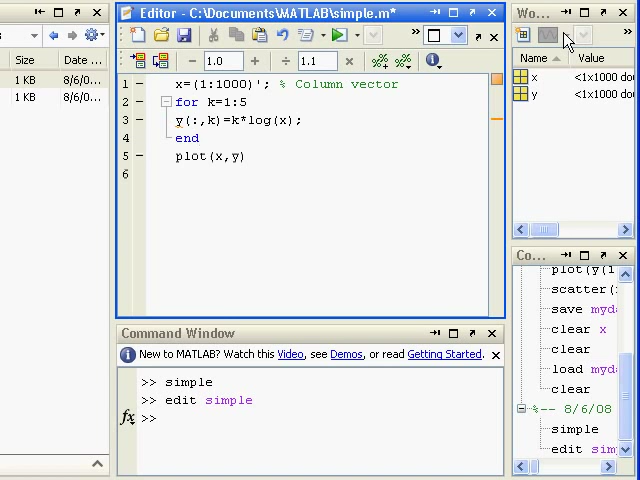 Size Date ...
1 KB 8/6/0...
1 KB 8/6/0...
Editor - C:\Documents\MATLAB\simple.m*
1.0
1.1
1 x=(1:1000)'; % Column vector
2 for k=1:5
3 y(:,k)=k*log(x);
4 end
5 plot(x,y)
6
Command Window
New to MATLAB? Watch this Video, see Demos, or read Getting Started.
>> simple
>> edit simple
fx >>
Wo...
Name Value
x <1x1000 dou
y <1x1000 dou
Co...
plot(y(1
scatter(
save myda
clear x
clear
load myda
clear
%-- 8/6/08
simple
edit sim